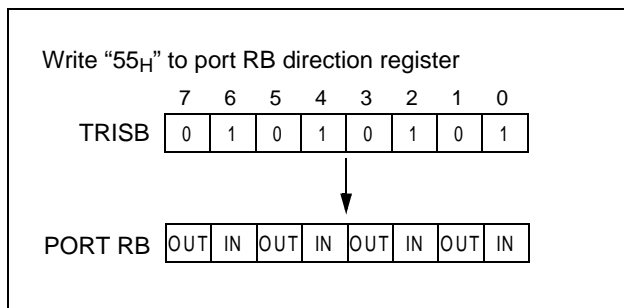 Write “55H” to port RB direction register
7 6 5 4 3 2 1 0
TRISB 0 1 0 1 0 1 0 1
PORT RB OUT IN OUT IN OUT IN OUT IN